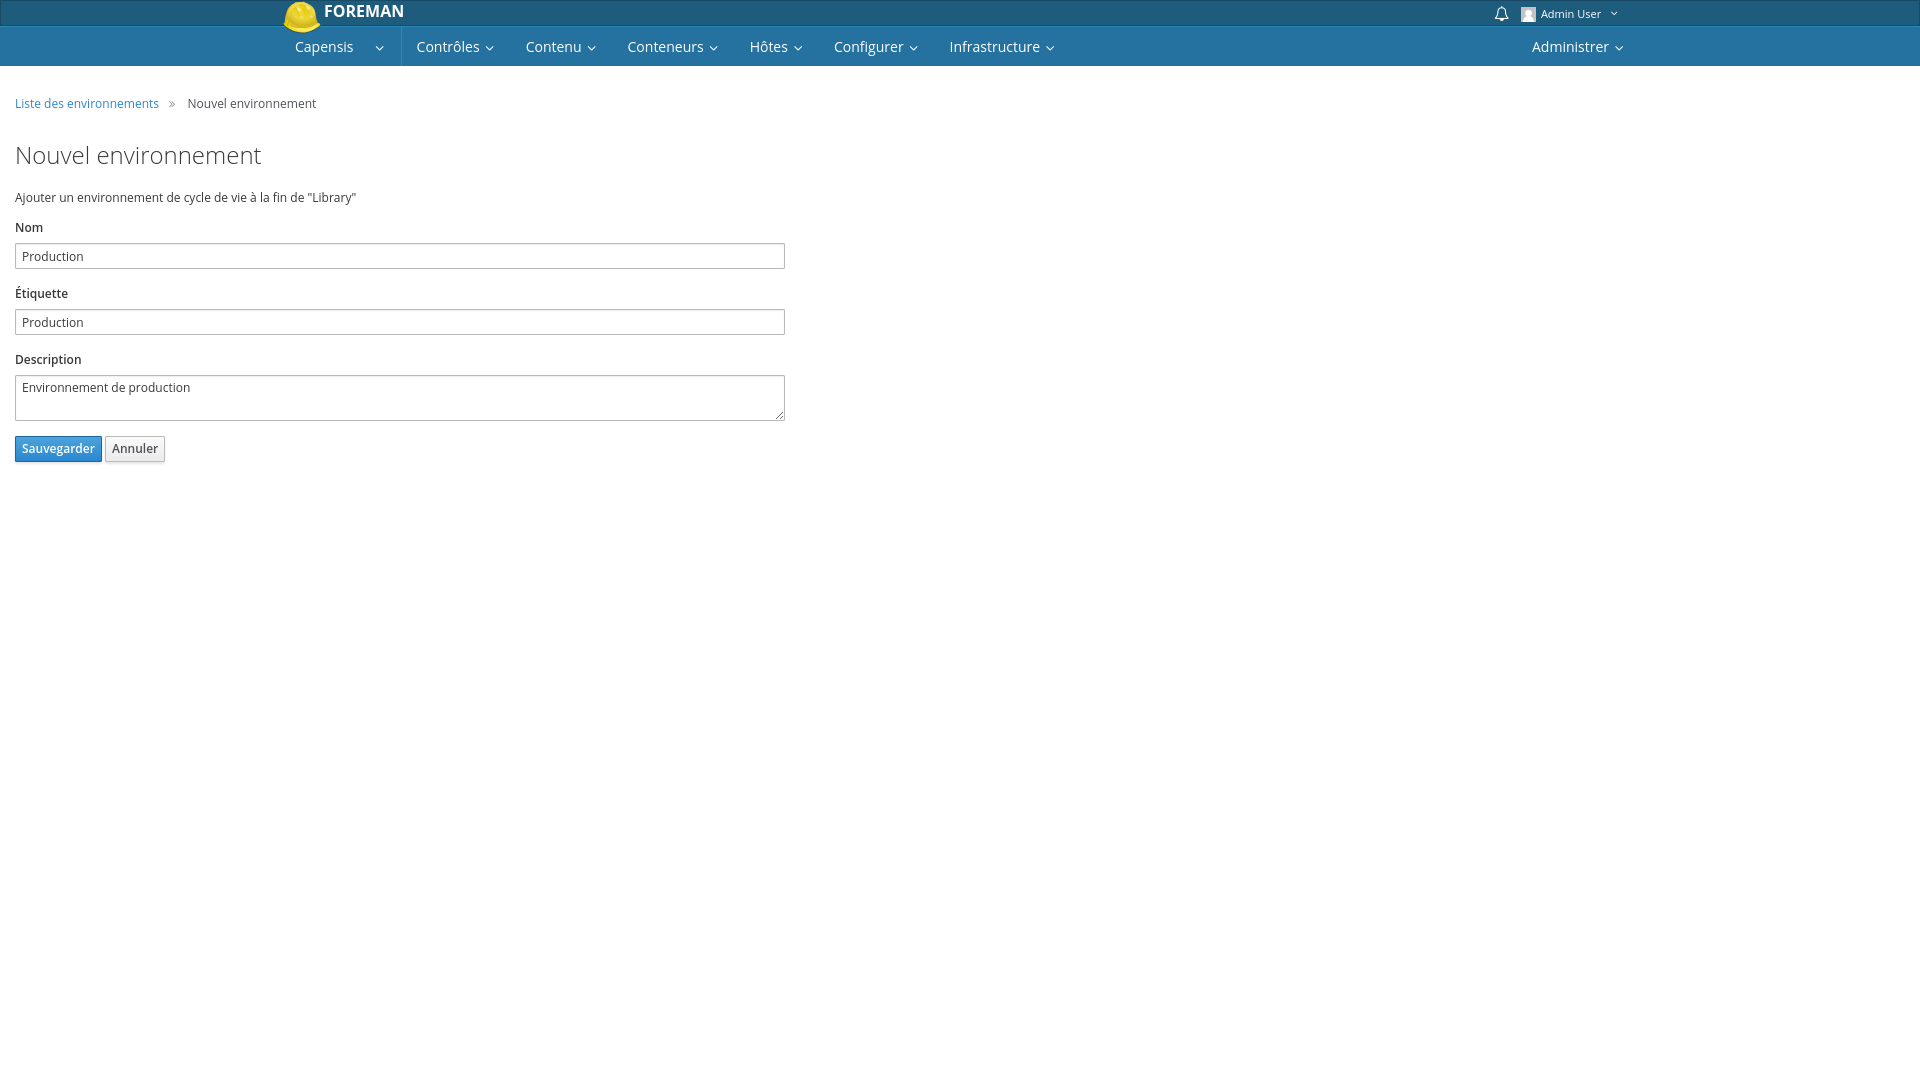 FOREMAN
Admin User
Capensis
Contrôles
Contenu
Conteneurs
Hôtes
Configurer
Infrastructure
Administrer
Liste des environnements » Nouvel environnement
Nouvel environnement
Ajouter un environnement de cycle de vie à la fin de "Library"
Nom
Production
Étiquette
Production
Description
Environnement de production
Sauvegarder
Annuler